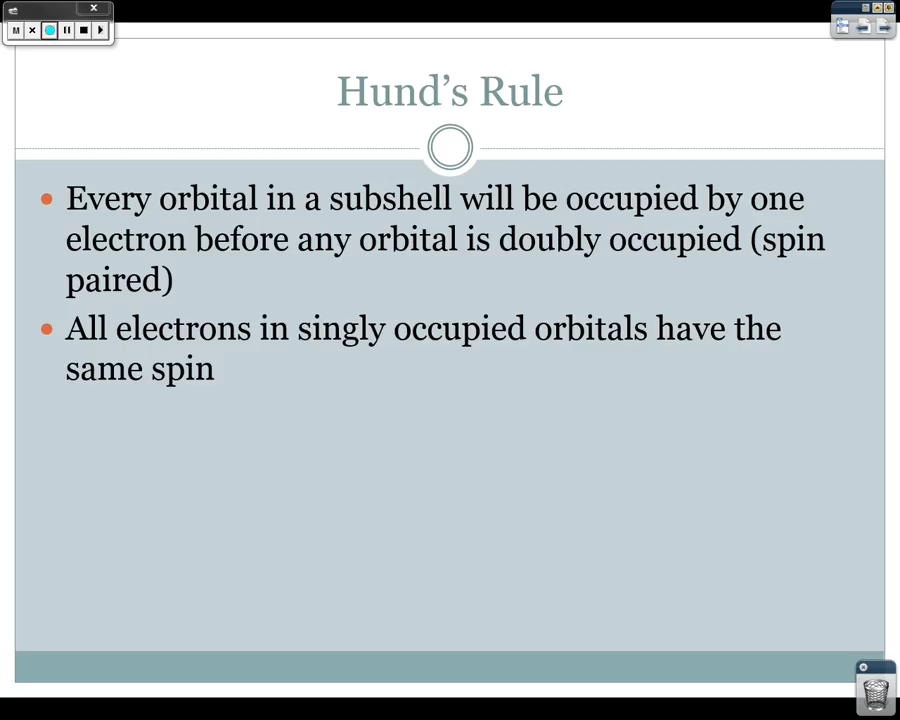 M
Hund's Rule
• Every orbital in a subshell will be occupied by one
electron before any orbital is doubly occupied (spin
paired)
• All electrons in singly occupied orbitals have the
same spin